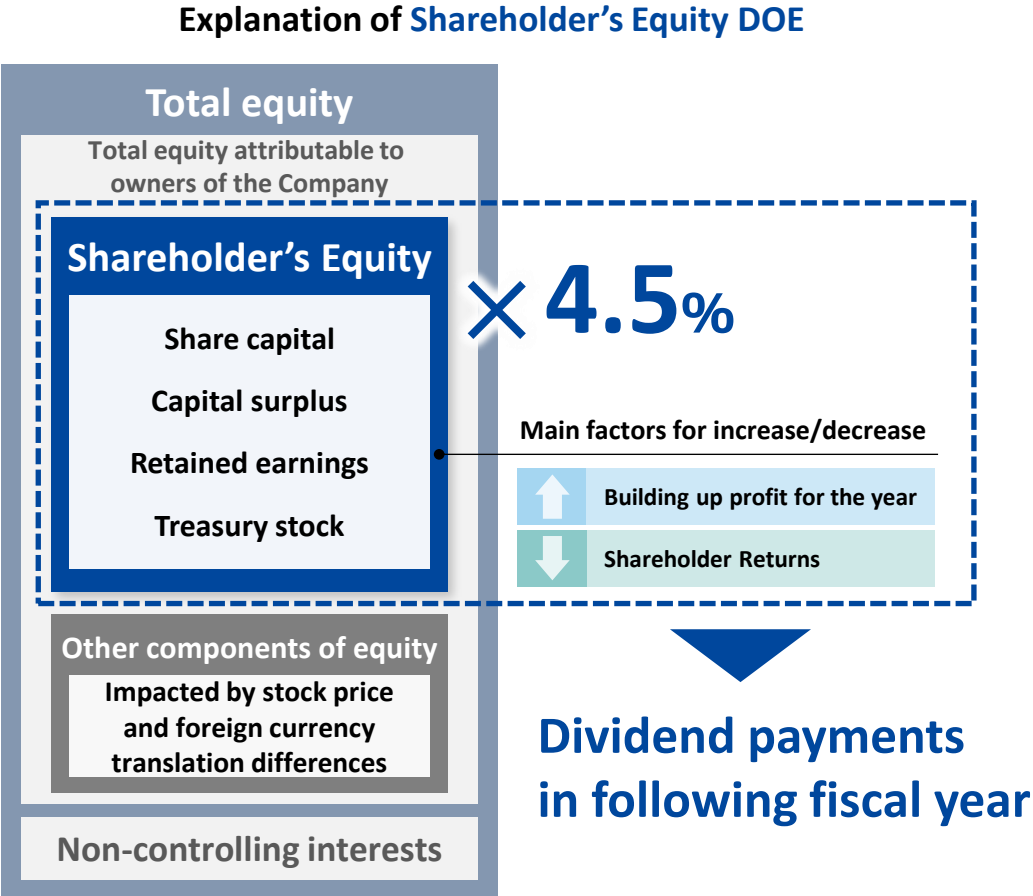 Explanation of Shareholder’s Equity DOE
Total equity
Total equity attributable to
owners of the Company
Shareholder’s Equity
Share capital
Capital surplus
Retained earnings
Treasury stock
× 4.5%
Main factors for increase/decrease
Building up profit for the year
Shareholder Returns
Other components of equity
Impacted by stock price
and foreign currency
translation differences
Non-controlling interests
Dividend payments
in following fiscal year